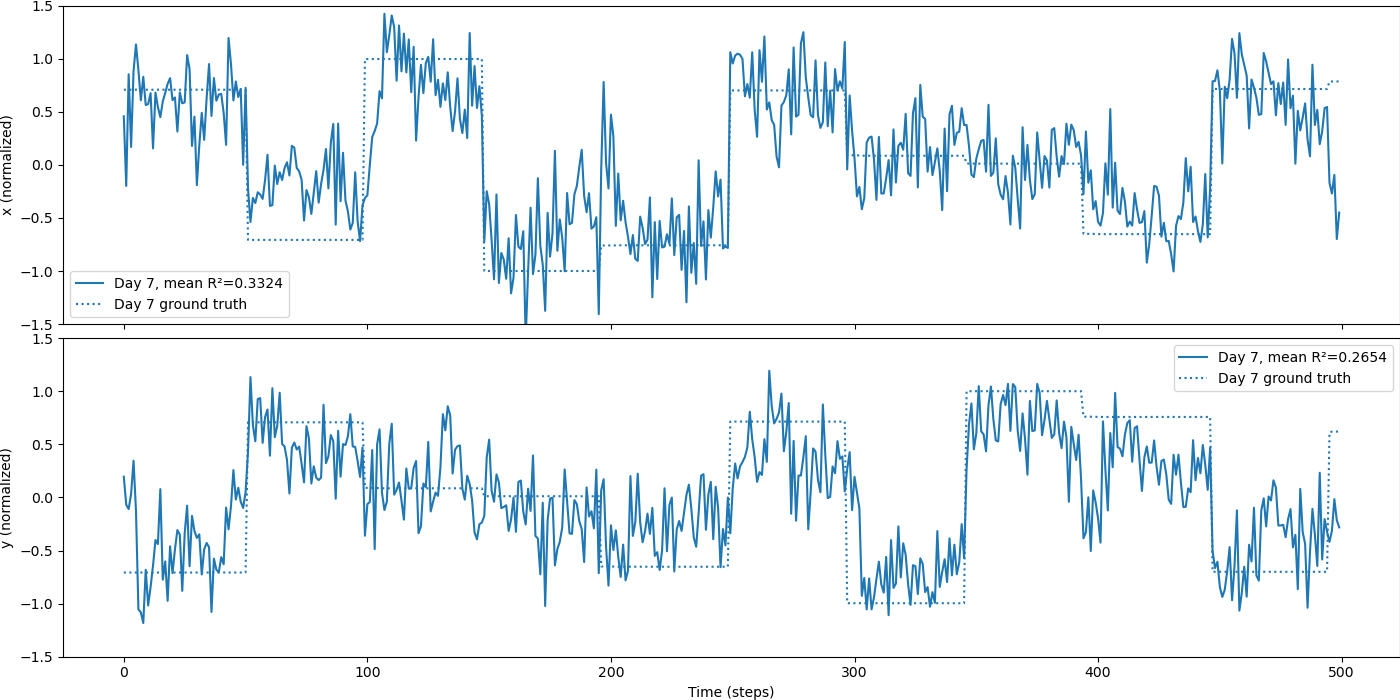 1.5
1.0
0.5
0.0
−0.5
−1.0
−1.5
x (normalized)
Day 7, mean R²=0.3324
Day 7 ground truth
1.5
1.0
0.5
0.0
−0.5
−1.0
−1.5
y (normalized)
Day 7, mean R²=0.2654
Day 7 ground truth
0 100 200 300 400 500
Time (steps)